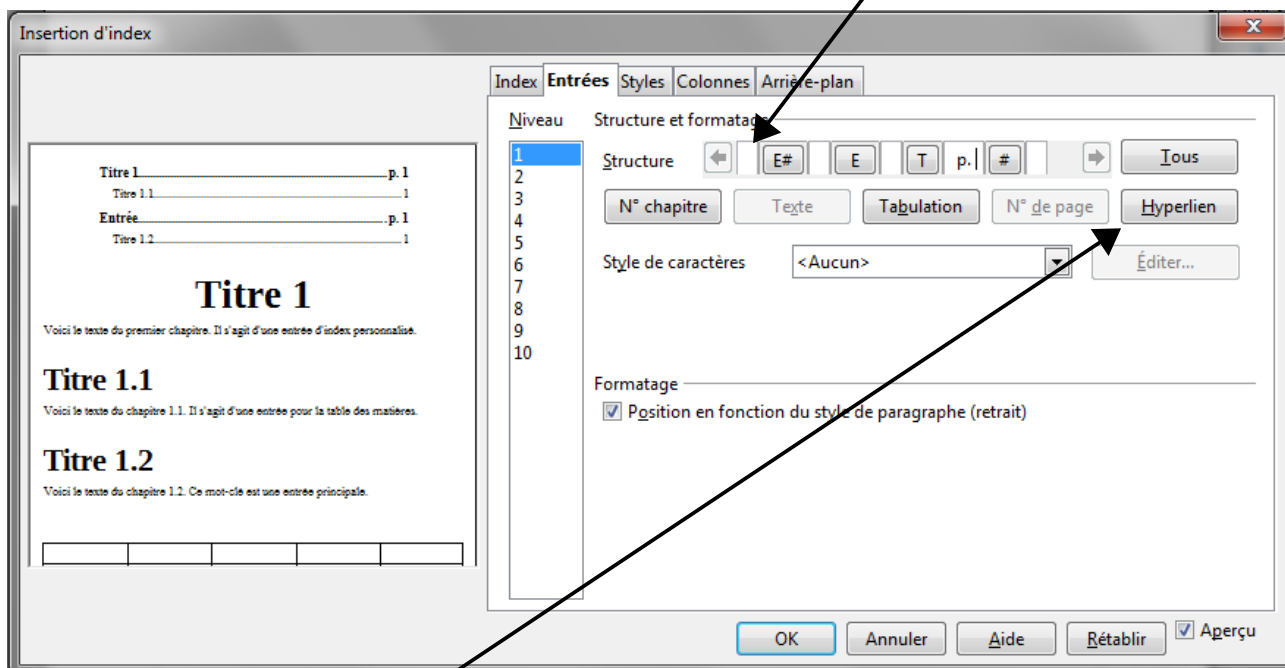 Insertion d'index
x
Index Entrées Styles Colonnes Arrière-plan
Niveau
Structure et formatage
1
2
3
4
5
6
7
8
9
10
Structure E# E T p. # Tous
N° chapitre Texte Tabulation N° de page Hyperlien
Style de caractères <Aucun> Éditer...
Formatage
Position en fonction du style de paragraphe (retrait)
Titre 1 p. 1
Titre 1.1 1
Entrée p. 1
Titre 1.2 1
Titre 1
Voici le texte du premier chapitre. Il s'agit d'une entrée d'index personnalisé.
Titre 1.1
Voici le texte du chapitre 1.1. Il s'agit d'une entrée pour la table des matières.
Titre 1.2
Voici le texte du chapitre 1.2. Ce mot-clé est une entrée principale.
OK Annuler Aide Rétablir Aperçu